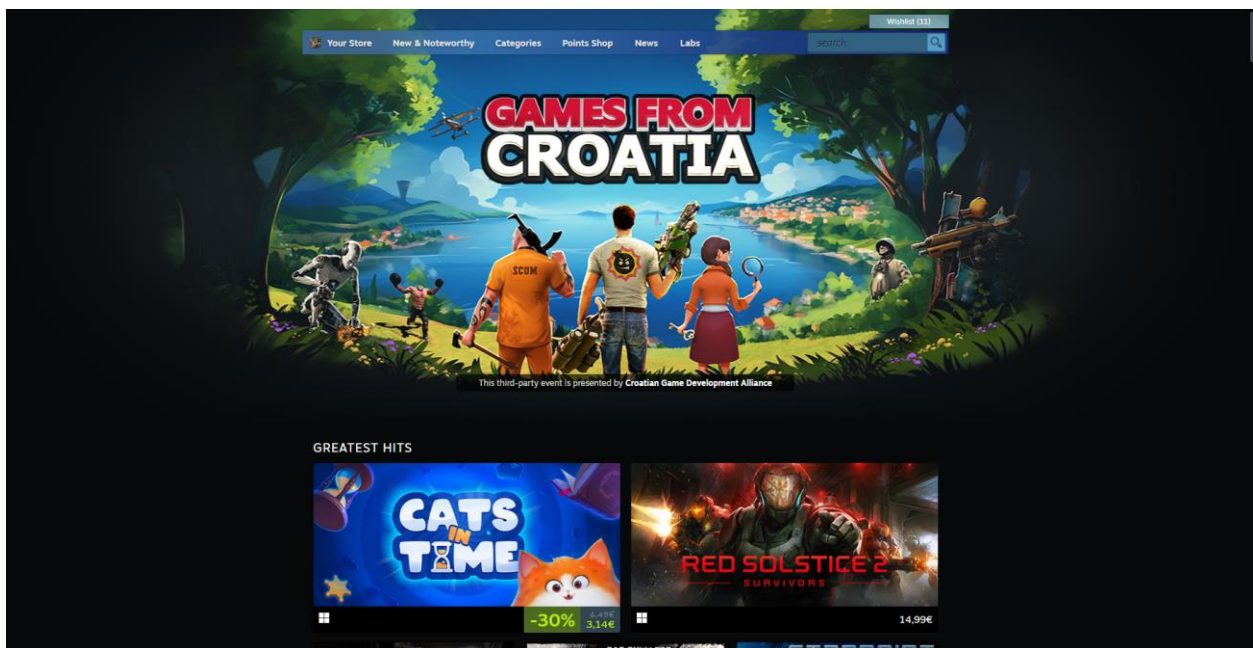 Wishlist (11)
Your Store New & Noteworthy Categories Points Shop News Labs search
GAMES FROM
CROATIA
SCUM
This third-party event is presented by Croatian Game Development Alliance
GREATEST HITS
CATS
IN
TIME
RED SOLSTICE 2
SURVIVORS
-30% 4,49€
3,14€
14,99€